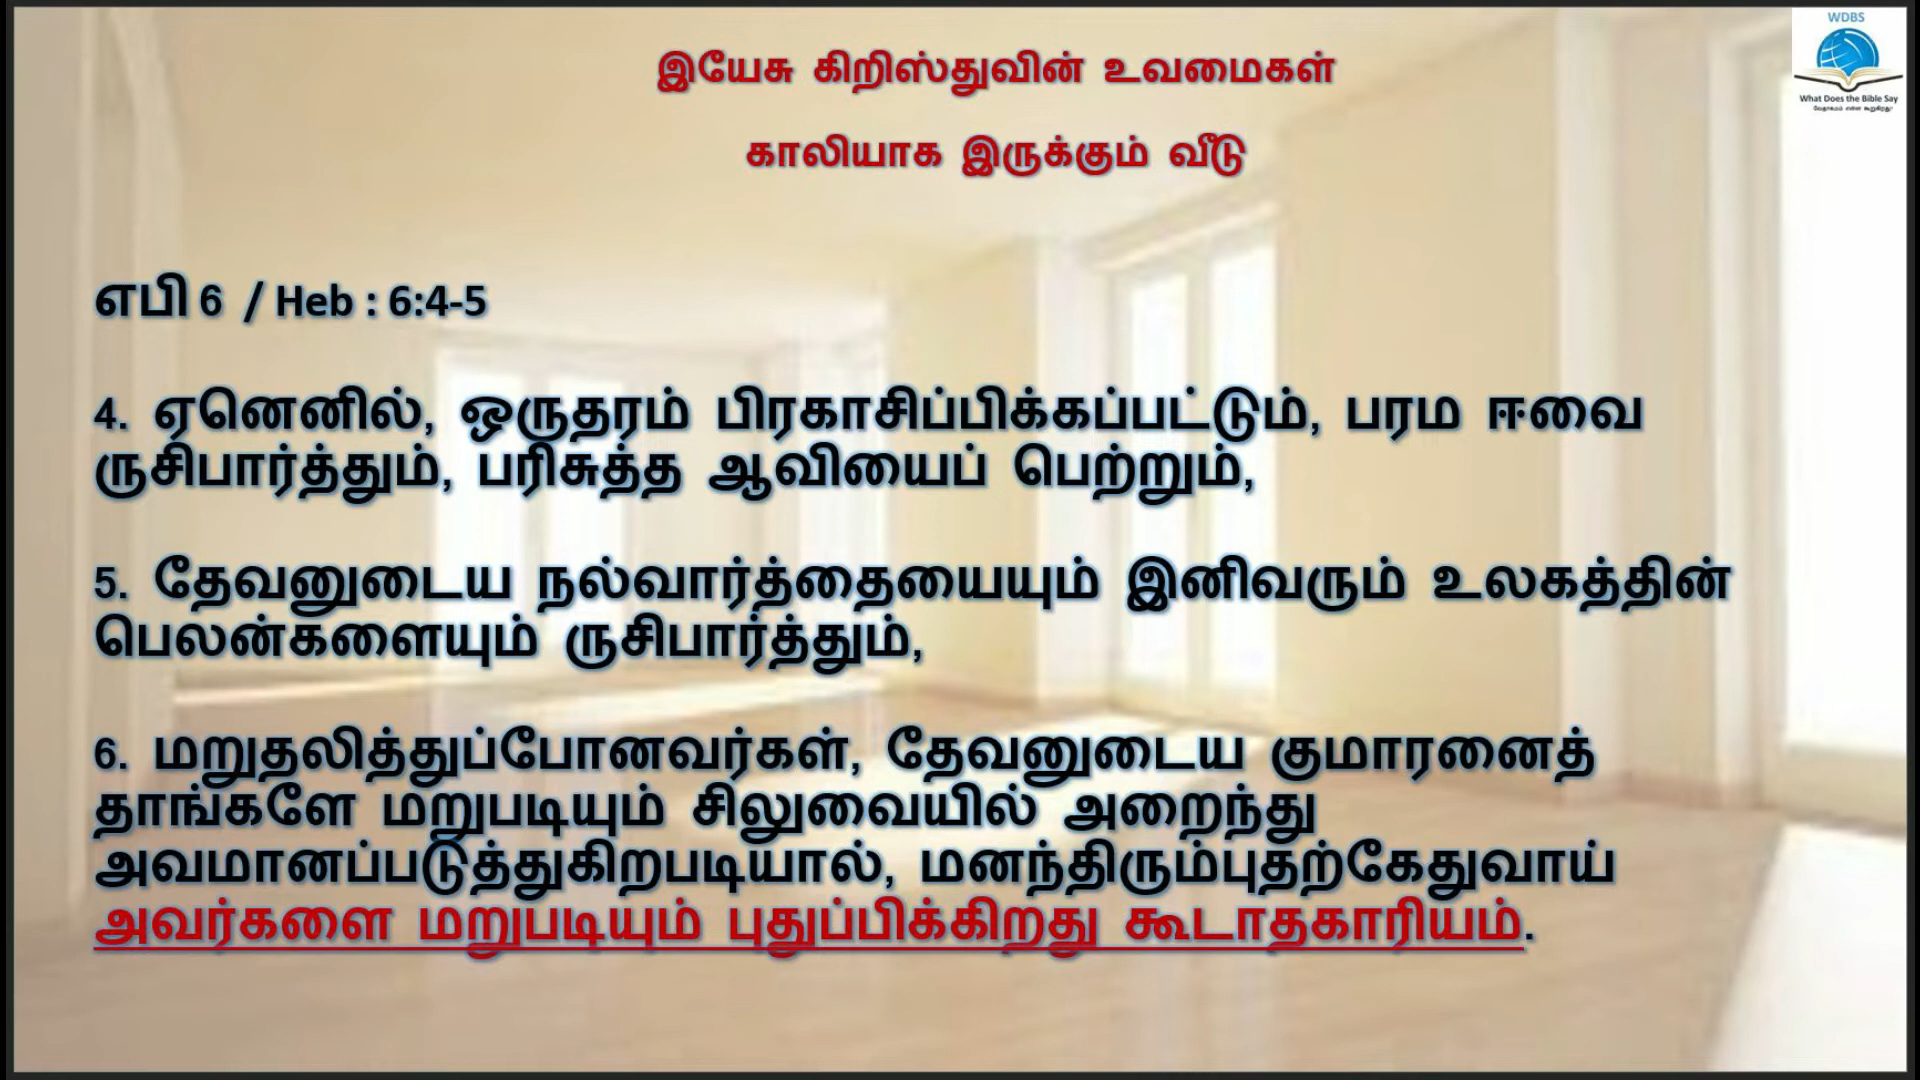 WDBS
What Does the Bible Say
வேதாகமம் என்ன கூறுகிறது?
இயேசு கிறிஸ்துவின் உவமைகள்
காலியாக இருக்கும் வீடு
எபி 6 / Heb : 6:4-5
4. ஏனெனில், ஒருதரம் பிரகாசிப்பிக்கப்பட்டும், பரம ஈவை
ருசிபார்த்தும், பரிசுத்த ஆவியைப் பெற்றும்,
5. தேவனுடைய நல்வார்த்தையையும் இனிவரும் உலகத்தின்
பெலன்களையும் ருசிபார்த்தும்,
6. மறுதலித்துப்போனவர்கள், தேவனுடைய குமாரனைத்
தாங்களே மறுபடியும் சிலுவையில் அறைந்து
அவமானப்படுத்துகிறபடியால், மனந்திரும்புதற்கேதுவாய்
அவர்களை மறுபடியும் புதுப்பிக்கிறது கூடாதகாரியம்.